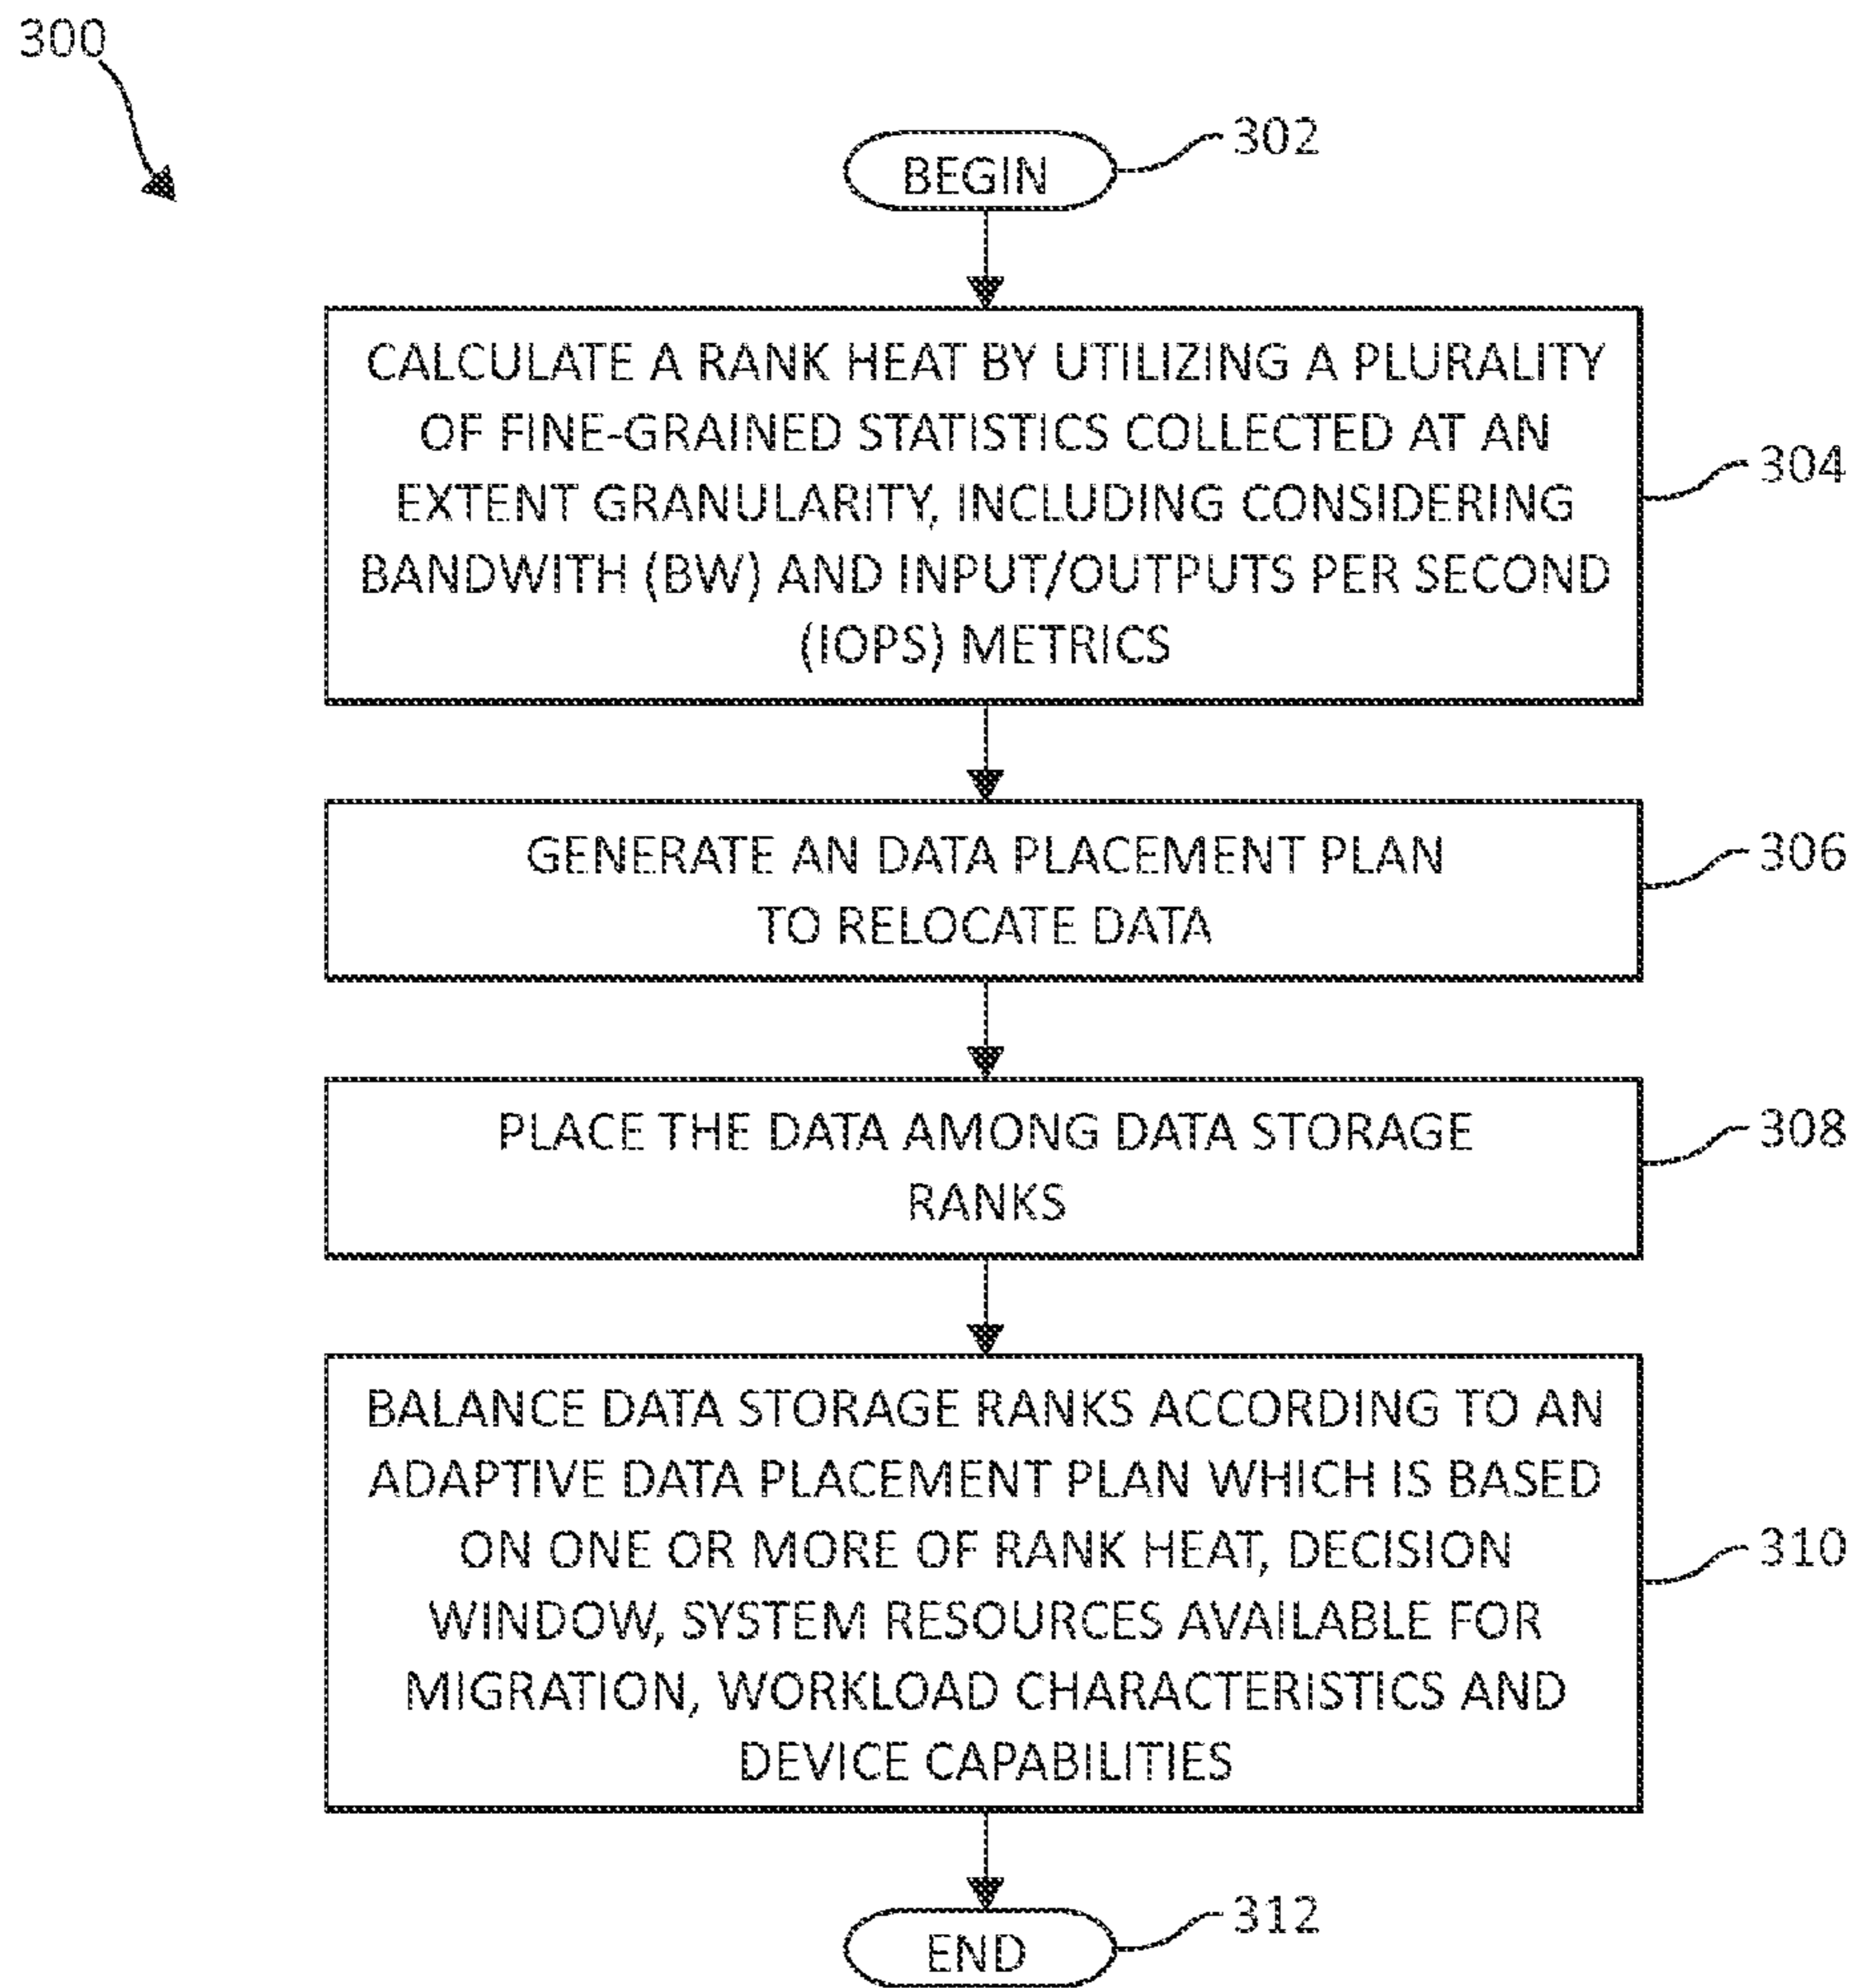 300
302
BEGIN
CALCULATE A RANK HEAT BY UTILIZING A PLURALITY
OF FINE-GRAINED STATISTICS COLLECTED AT AN
304
EXTENT GRANULARITY, INCLUDING CONSIDERING
BANDWITH (BW) AND INPUT/OUTPUTS PER SECOND
(IOPS) METRICS
GENERATE AN DATA PLACEMENT PLAN
306
TO RELOCATE DATA
PLACE THE DATA AMONG DATA STORAGE
308
RANKS
BALANCE DATA STORAGE RANKS ACCORDING TO AN
ADAPTIVE DATA PLACEMENT PLAN WHICH IS BASED
ON ONE OR MORE OF RANK HEAT, DECISION
310
WINDOW, SYSTEM RESOURCES AVAILABLE FOR
MIGRATION, WORKLOAD CHARACTERISTICS AND
DEVICE CAPABILITIES
312
END